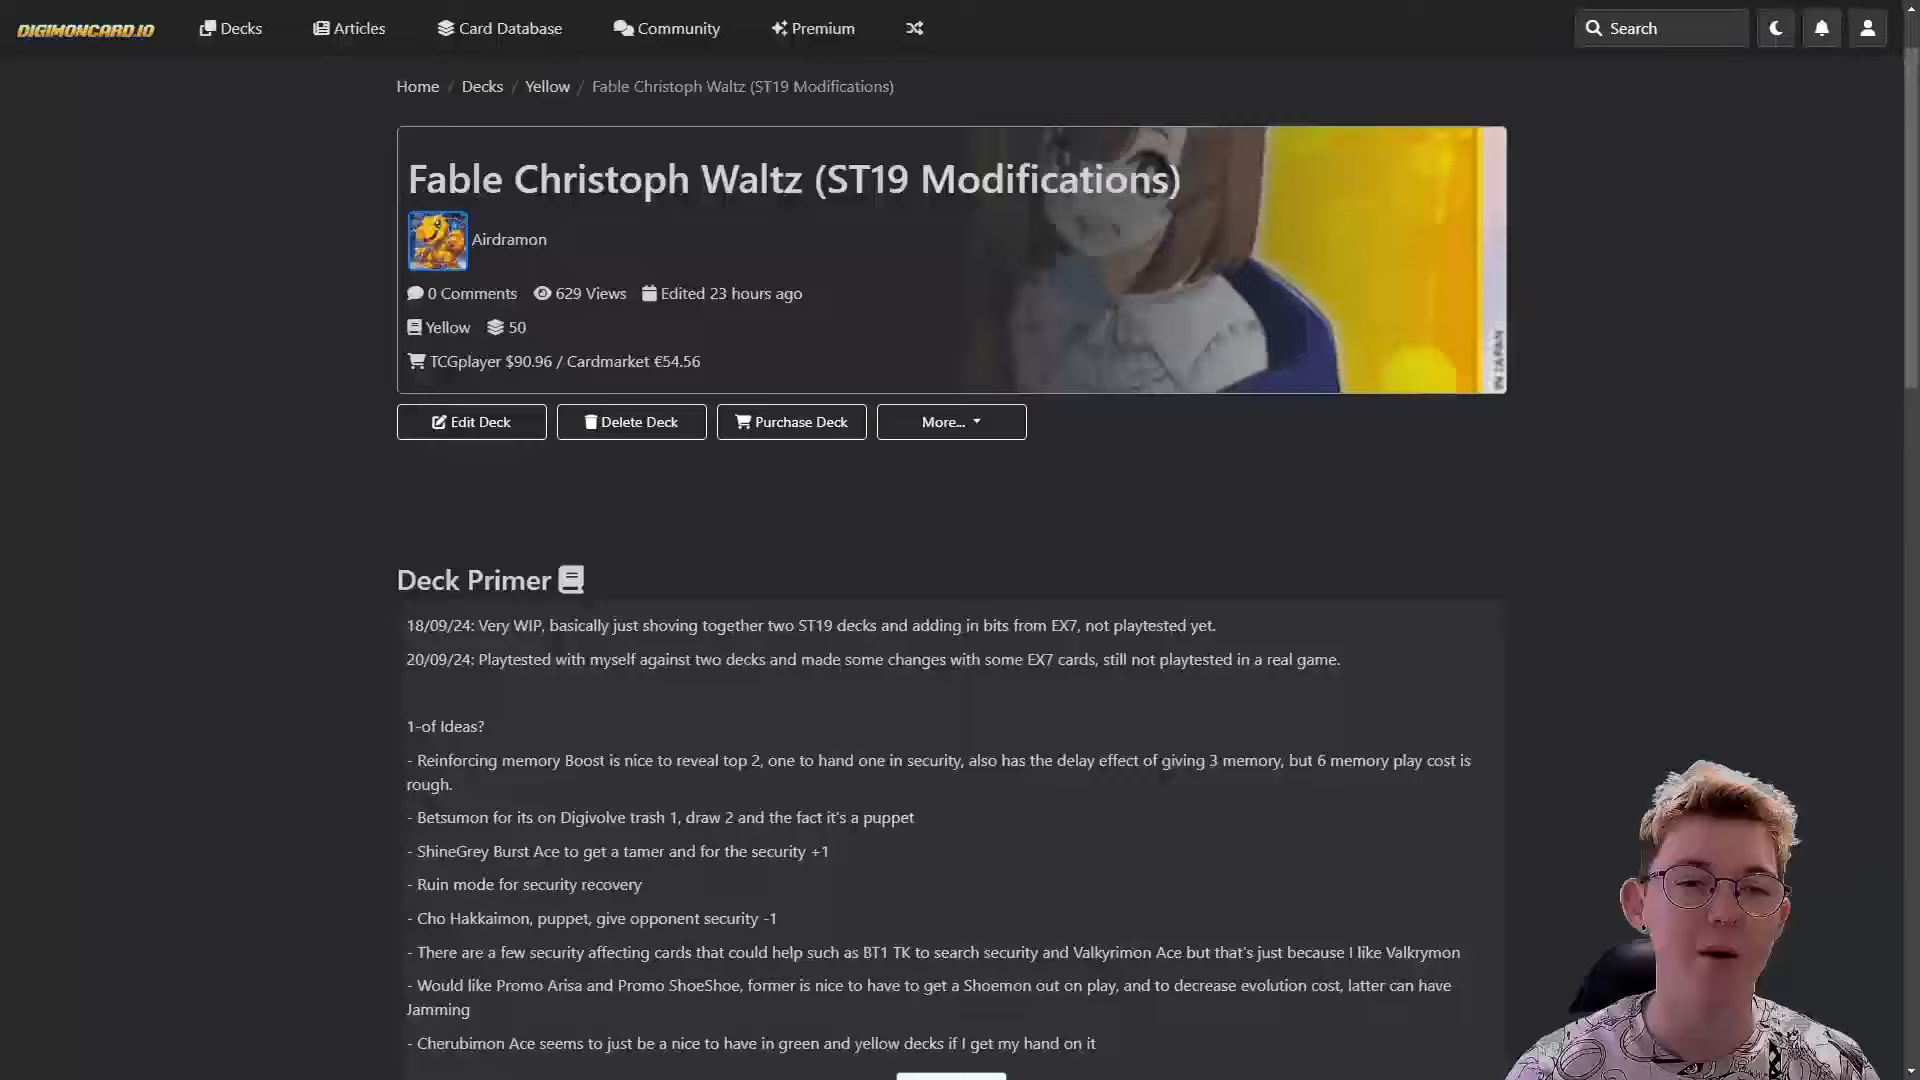 DIGIMONCARD.IO Decks Articles Card Database Community Premium Search
Home / Decks / Yellow / Fable Christoph Waltz (ST19 Modifications)
Fable Christoph Waltz (ST19 Modifications)
Airdramon
0 Comments 629 Views Edited 23 hours ago
Yellow 50
TCGplayer $90.96 / Cardmarket €54.56
Edit Deck Delete Deck Purchase Deck More...
Deck Primer
18/09/24: Very WIP, basically just shoving together two ST19 decks and adding in bits from EX7, not playtested yet.
20/09/24: Playtested with myself against two decks and made some changes with some EX7 cards, still not playtested in a real game.
1-of Ideas?
- Reinforcing memory Boost is nice to reveal top 2, one to hand one in security, also has the delay effect of giving 3 memory, but 6 memory play cost is
rough.
- Betsumon for its on Digivolve trash 1, draw 2 and the fact it's a puppet
- ShineGrey Burst Ace to get a tamer and for the security +1
- Ruin mode for security recovery
- Cho Hakkaimon, puppet, give opponent security -1
- There are a few security affecting cards that could help such as BT1 TK to search security and Valkyrimon Ace but that's just because I like Valkrymon
- Would like Promo Arisa and Promo ShoeShoe, former is nice to have to get a Shoemon out on play, and to decrease evolution cost, latter can have
Jamming
- Cherubimon Ace seems to just be a nice to have in green and yellow decks if I get my hand on it